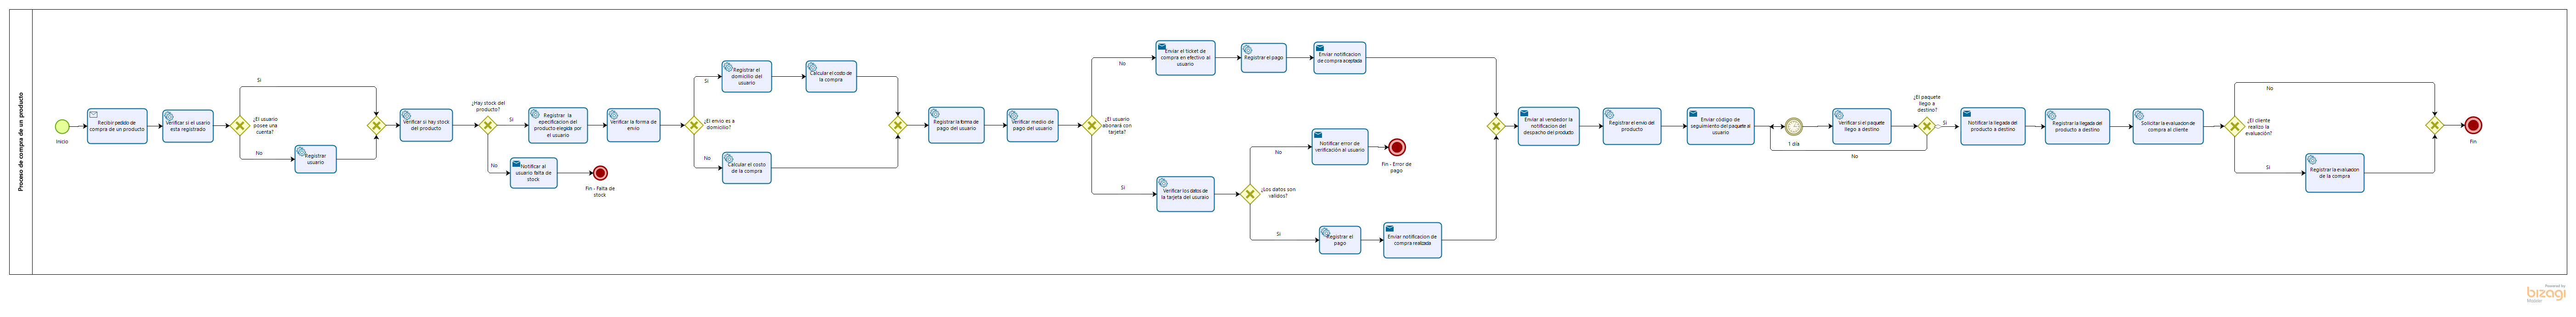 Proceso de compra de un producto
Inicio
Recibir pedido de
compra de un producto
Verificar si el usario
esta registrado
¿El usuario
posee una
cuenta?
Si
No
Registrar
usuario
Verificar si hay stock
del producto
¿Hay stock del
producto?
Si
No
Notificar al
usuario falta de
stock
Fin - Falta de
stock
Registrar la
epecificacion del
producto elegida por
el usuario
Verificar la forma de
envio
¿El envio es a
domicilio?
Si
Registrar el
domicilio del
usuario
Calcular el costo de
la compra
No
Calcular el costo
de la compra
Registrar la forma de
pago del usuario
Verificar medio de
pago del usuario
¿El usuario
abonará con
tarjeta?
No
Enviar el ticket de
compra en efectivo al
usuario
Registrar el pago
Enviar notificacion
de compra aceptada
Si
Verificar los datos de
la tarjeta del usuraio
¿Los datos son
validos?
No
Notificar error de
verificación al usuario
Fin - Error de
pago
Si
Registrar el
pago
Enviar notificacion de
compra realizada
Enviar al vendedor la
notificacion del
despacho del produto
Registrar el envio del
producto
Enviar código de
seguimiento del paquete al
usuario
1 día
Verificar si el paquete
llego a destino
¿El paquete
llego a
destino?
Si
No
Notificar la llegada del
producto a destino
Registrar la llegada del
producto a destino
Solicitar la evaluacion de
compra al cliente
¿El cliente
realizo la
evaluación?
No
Si
Registrar la evaluacion
de la compra
Fin
Powered by
bizagi
Modeler